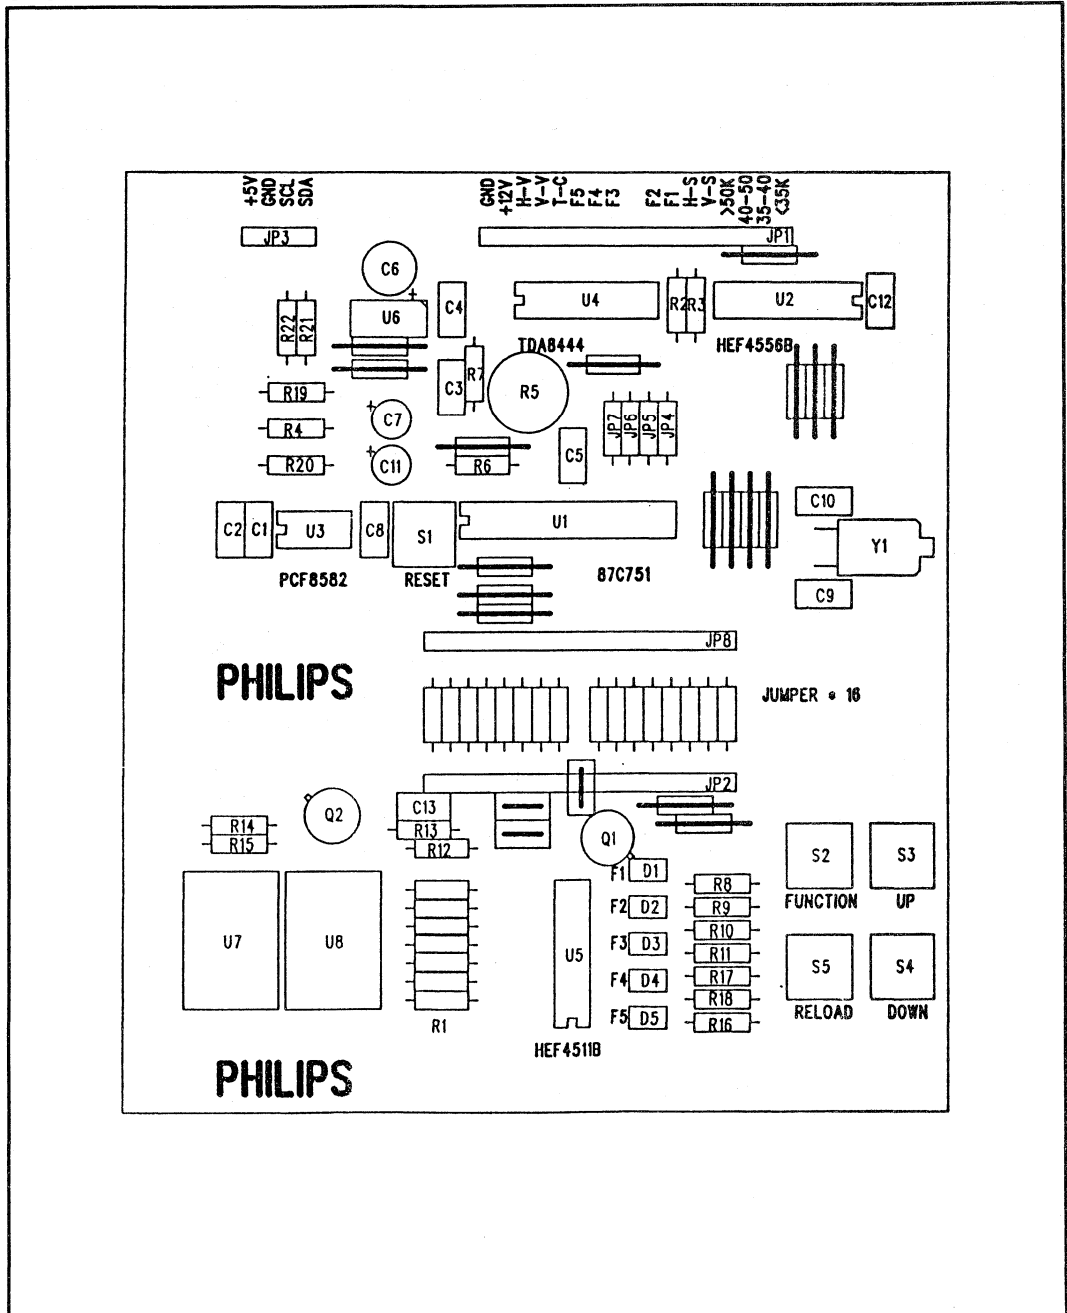 +5V
GND
SCL
SDA
GND
+12V
H-V
V-V
T-C
F5
F4
F3
F2
F1
H-S
V-S
>50K
40-50
35-40
<35K
JP3
JP1
C6
+
U6
C4
U4
R2
R3
U2
C12
R22
R21
TDA8444
HEF4556B
R19
C3
R7
R5
R4
+
C7
JP7
JP6
JP5
JP4
R20
+
C11
R6
C5
C2
C1
U3
C8
S1
U1
C10
Y1
PCF8582
RESET
87C751
C9
JP8
PHILIPS
JUMPER * 16
JP2
Q2
C13
R14
R13
R15
R12
Q1
S2
S3
F1
D1
R8
FUNCTION
UP
F2
D2
R9
U7
U8
R10
F3
D3
U5
R11
S5
S4
F4
D4
R17
R18
RELOAD
DOWN
R1
F5
D5
R16
HEF4511B
PHILIPS